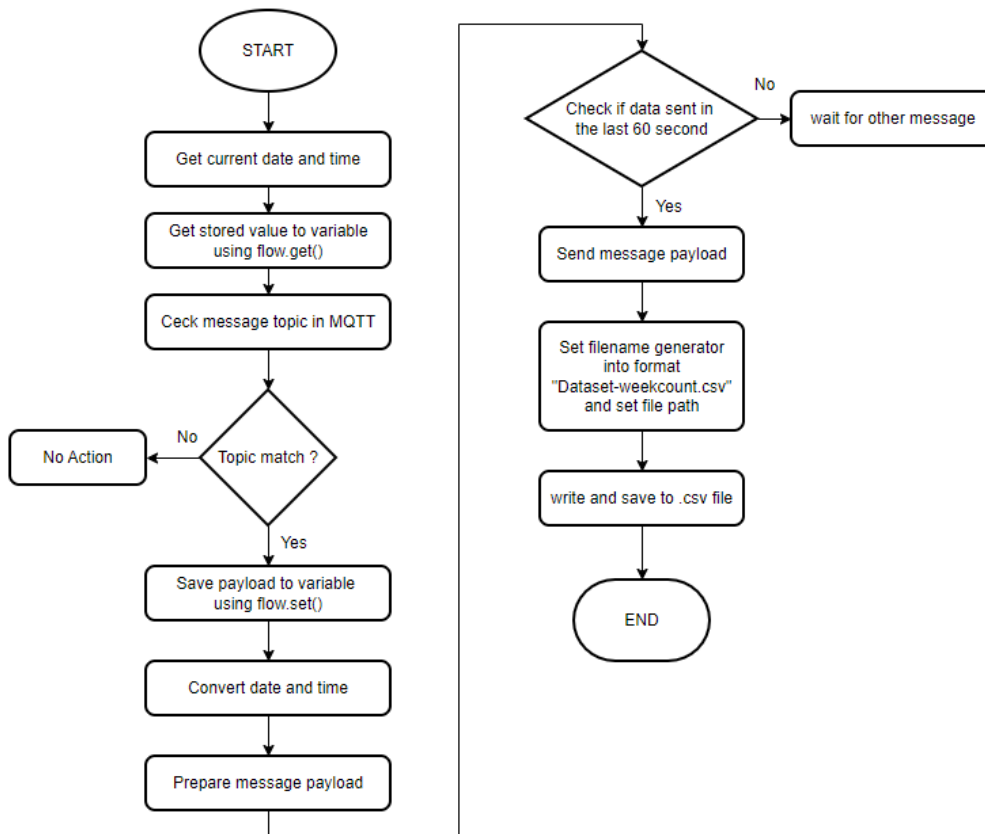 START
Get current date and time
Get stored value to variable
using flow.get()
Ceck message topic in MQTT
Topic match ?
No
No Action
Yes
Save payload to variable
using flow.set()
Convert date and time
Prepare message payload
Check if data sent in
the last 60 second
No
wait for other message
Yes
Send message payload
Set filename generator
into format
"Dataset-weekcount.csv"
and set file path
write and save to .csv file
END